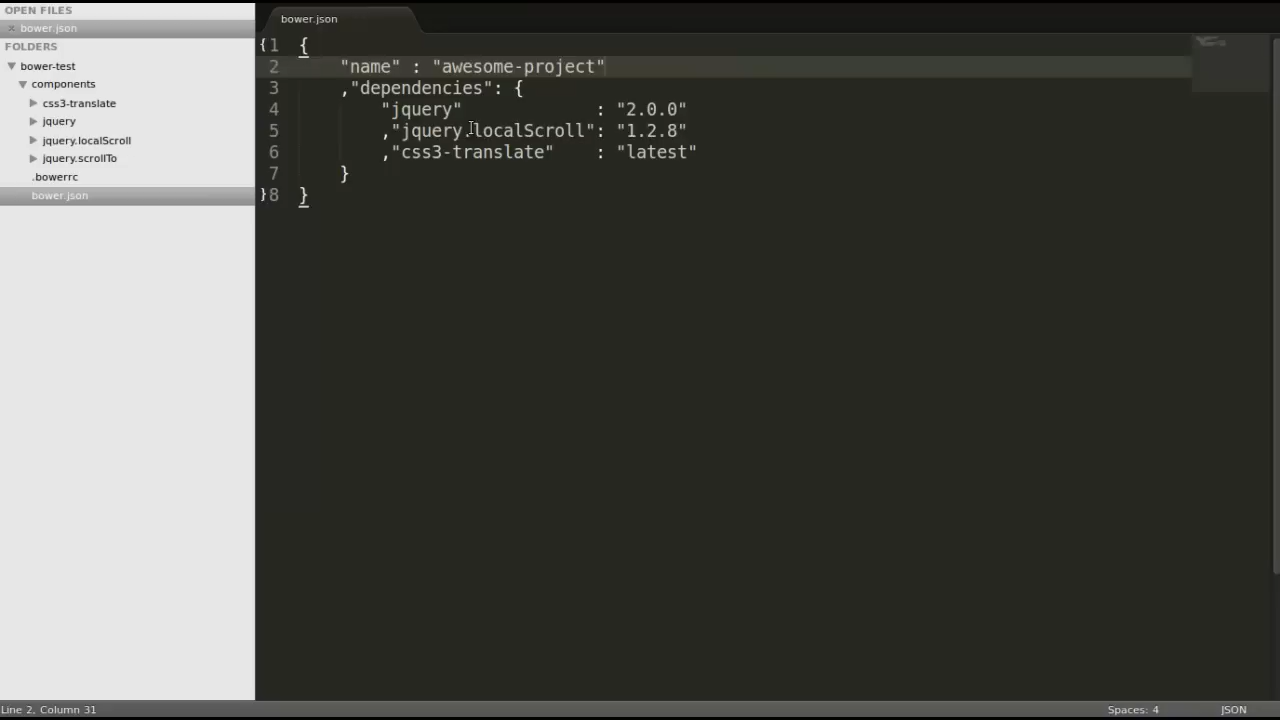 OPEN FILES
× bower.json
FOLDERS
bower-test
components
css3-translate
jquery
jquery.localScroll
jquery.scrollTo
.bowerrc
bower.json
bower.json
{1 {
2 "name" : "awesome-project"
3 ,"dependencies": {
4 "jquery" : "2.0.0"
5 ,"jquery.localScroll": "1.2.8"
6 ,"css3-translate" : "latest"
7 }
}8 }
Line 2, Column 31
Spaces: 4
JSON